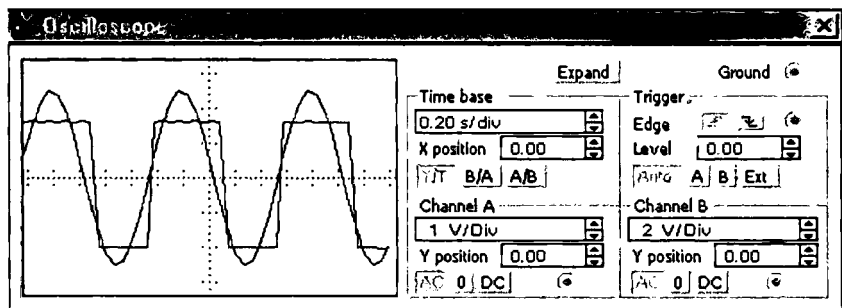 Oscilloscope
Expand
Ground
Time base
0.20 s/div
X position 0.00
Y/T B/A A/B
Trigger
Edge
Level 0.00
Auto A B Ext
Channel A
1 V/Div
Y position 0.00
AC 0 DC
Channel B
2 V/Div
Y position 0.00
AC 0 DC